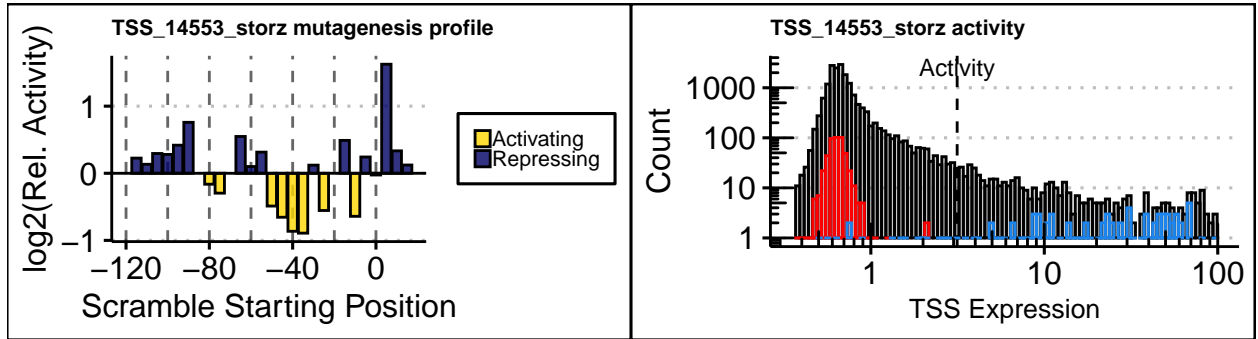 TSS_14553_storz mutagenesis profile
log2(Rel. Activity)
1
0
−1
−120
−80
−40
0
Scramble Starting Position
Activating
Repressing
TSS_14553_storz activity
Activity
Count
1000
100
10
1
1
10
100
TSS Expression